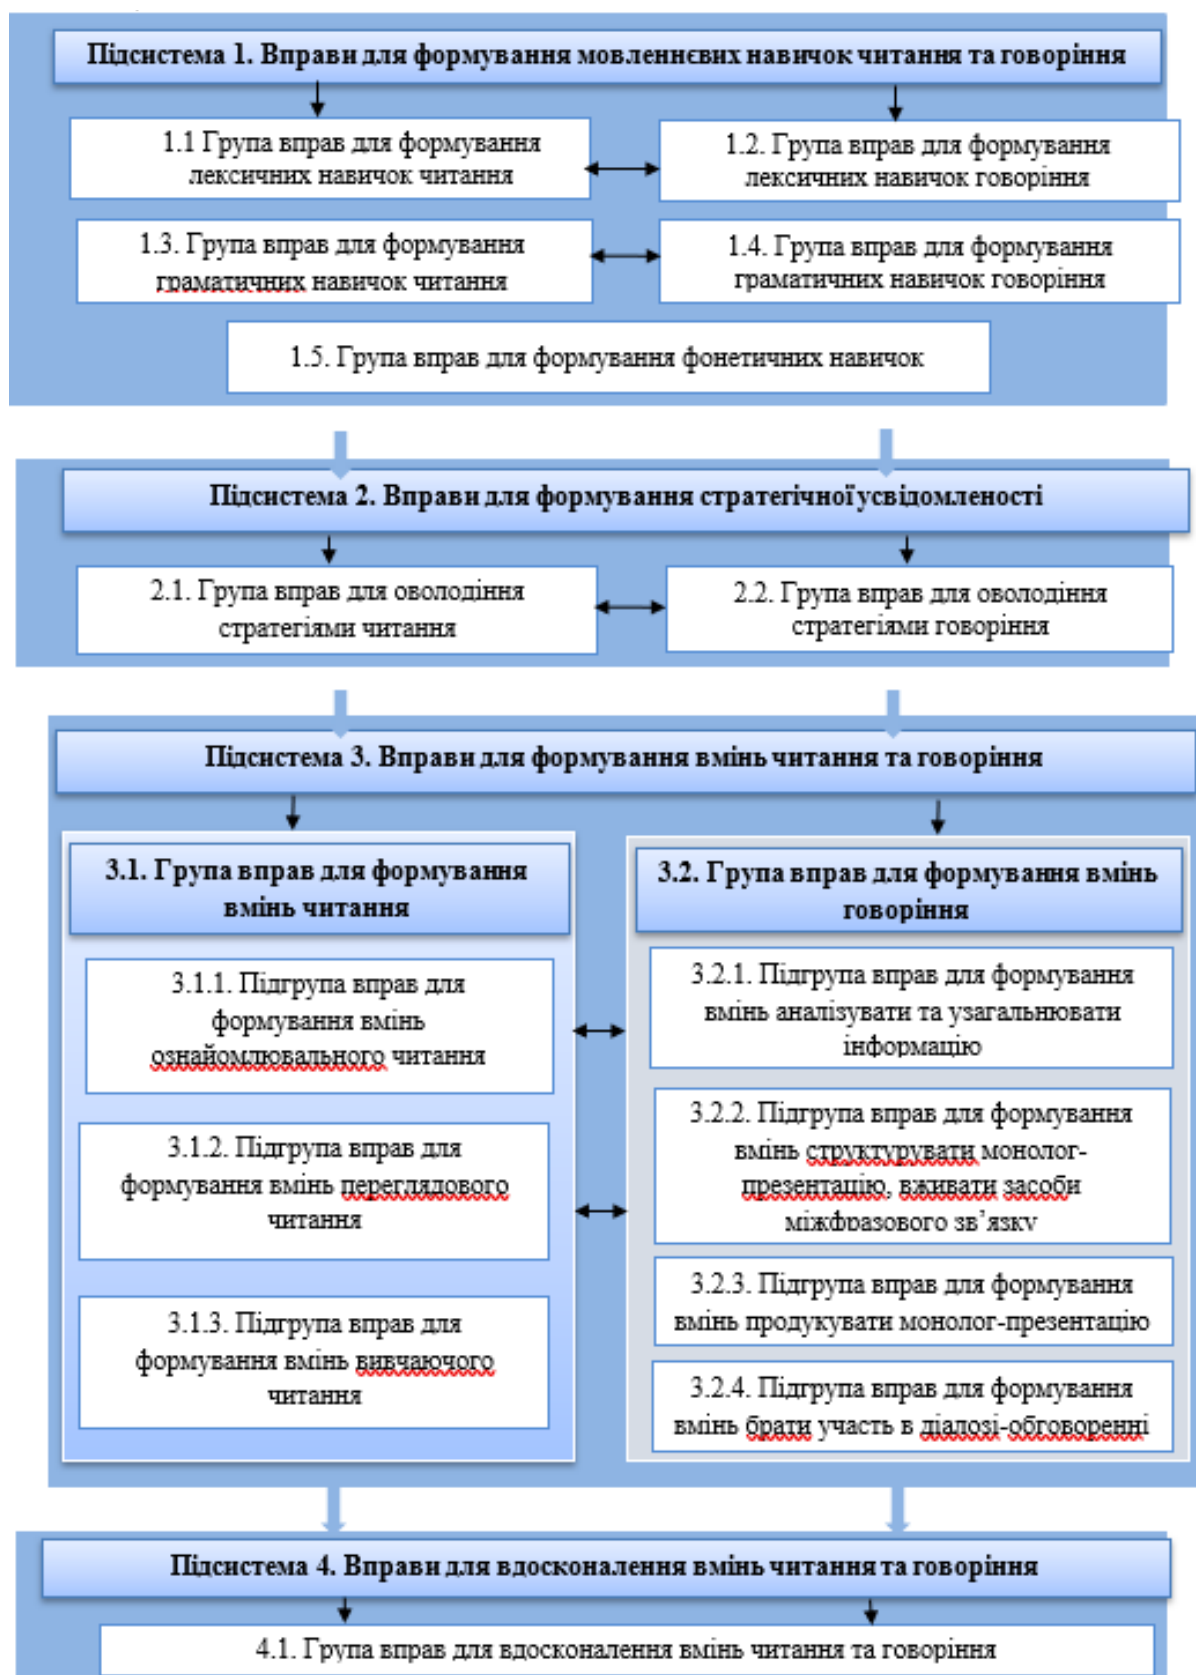 Підсистема 1. Вправи для формування мовленнєвих навичок читання та говоріння
1.1 Група вправ для формування
лексичних навичок читання
1.2. Група вправ для формування
лексичних навичок говоріння
1.3. Група вправ для формування
граматичних навичок читання
1.4. Група вправ для формування
граматичних навичок говоріння
1.5. Група вправ для формування фонетичних навичок
Підсистема 2. Вправи для формування стратегічної усвідомленості
2.1. Група вправ для оволодіння
стратегіями читання
2.2. Група вправ для оволодіння
стратегіями говоріння
Підсистема 3. Вправи для формування вмінь читання та говоріння
3.1. Група вправ для формування
вмінь читання
3.1.1. Підгрупа вправ для
формування вмінь
ознайомлювального читання
3.1.2. Підгрупа вправ для
формування вмінь переглядового
читання
3.1.3. Підгрупа вправ для
формування вмінь вивчаючого
читання
3.2. Група вправ для формування вмінь
говоріння
3.2.1. Підгрупа вправ для формування
вмінь аналізувати та узагальнювати
інформацію
3.2.2. Підгрупа вправ для формування
вмінь структурувати монолог-
презентацію, вживати засоби
міжфразового зв’язку
3.2.3. Підгрупа вправ для формування
вмінь продукувати монолог-презентацію
3.2.4. Підгрупа вправ для формування
вмінь брати участь в діалозі-обговоренні
Підсистема 4. Вправи для вдосконалення вмінь читання та говоріння
4.1. Група вправ для вдосконалення вмінь читання та говоріння